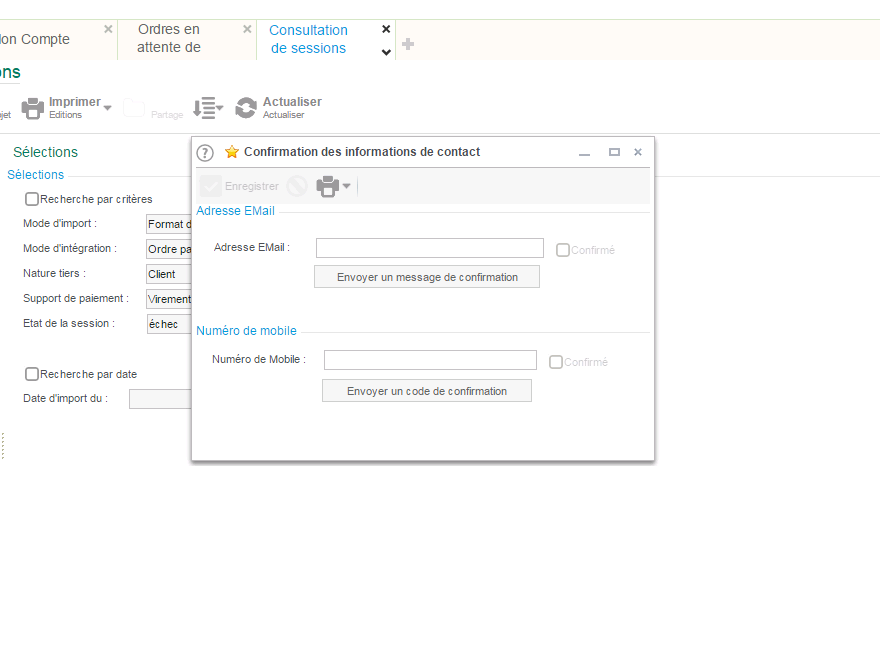 on Compte
Ordres en
attente de
Consultation
de sessions
ns
jet
Imprimer
Editions
Partage
Actualiser
Actualiser
Sélections
Sélections
Recherche par critères
Mode d'import :
Format d
Mode d'intégration :
Ordre pa
Nature tiers :
Client
Support de paiement :
Virement
Etat de la session :
échec
Recherche par date
Date d'import du :
Confirmation des informations de contact
Enregistrer
Adresse EMail
Adresse EMail :
Confirmé
Envoyer un message de confirmation
Numéro de mobile
Numéro de Mobile :
Confirmé
Envoyer un code de confirmation